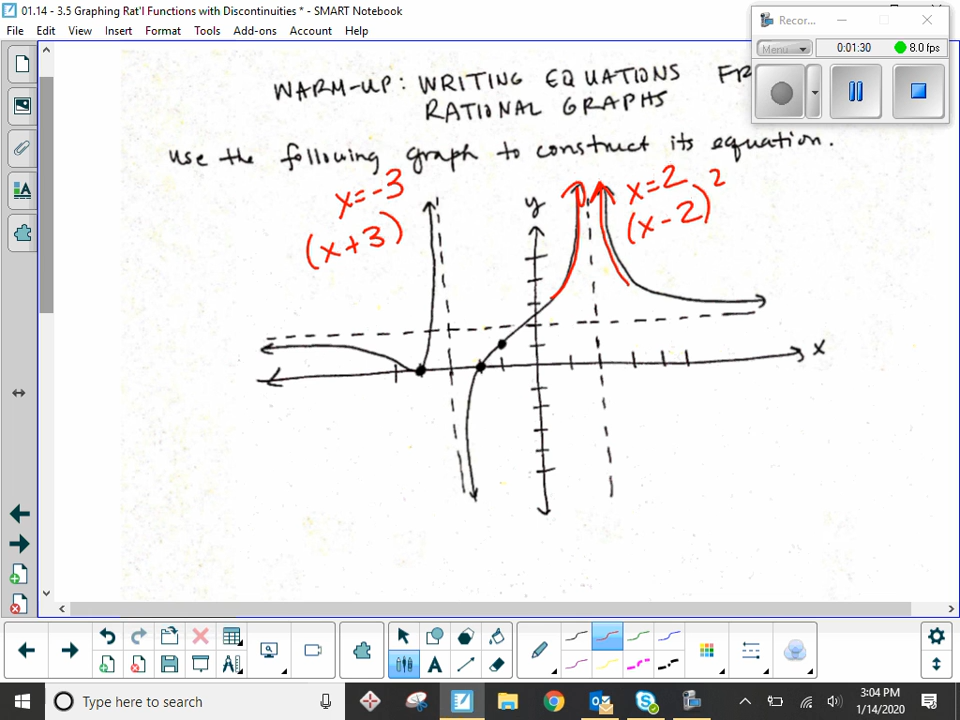 01.14 - 3.5 Graphing Rat'l Functions with Discontinuities * - SMART Notebook
File Edit View Insert Format Tools Add-ons Account Help
Recor...
Menu 0:01:30 8.0 fps
WARM-UP: WRITING EQUATIONS
RATIONAL GRAPHS
Use the following graph to construct its equation.
x=-3
(x+3)
x=2
(x-2)²
y
x
Type here to search
3:04 PM
1/14/2020